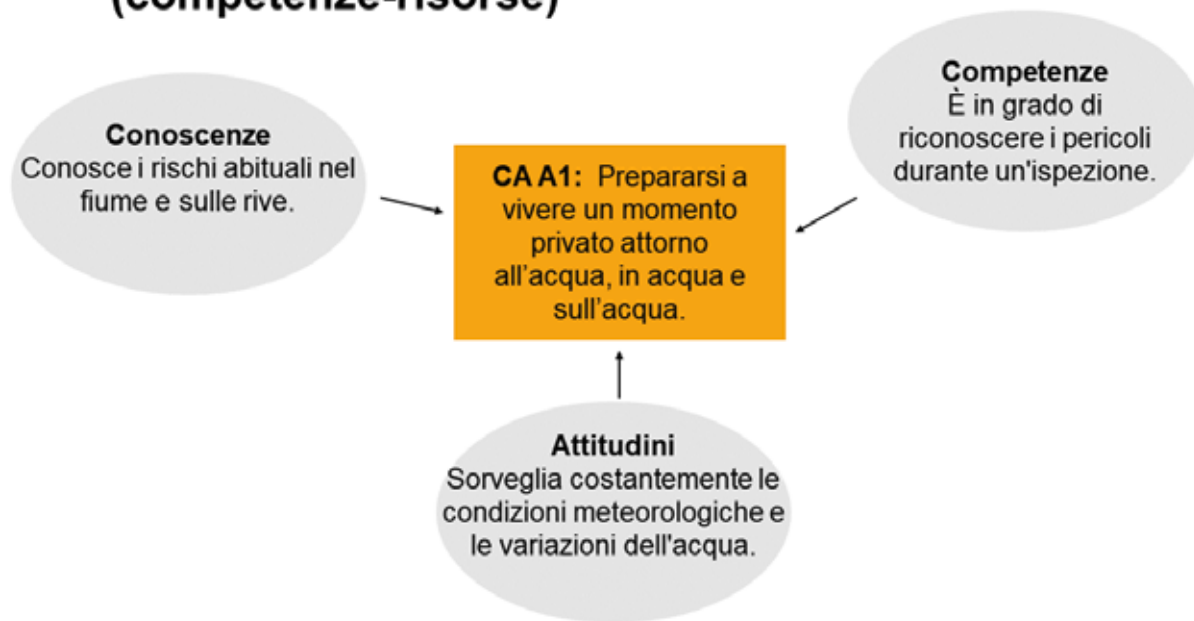 (competenze-risorse)
Conoscenze
Conosce i rischi abituali nel
fiume e sulle rive.
Competenze
È in grado di
riconoscere i pericoli
durante un'ispezione.
CA A1: Prepararsi a
vivere un momento
privato attorno
all’acqua, in acqua e
sull’acqua.
Attitudini
Sorveglia costantemente le
condizioni meteorologiche e
le variazioni dell'acqua.